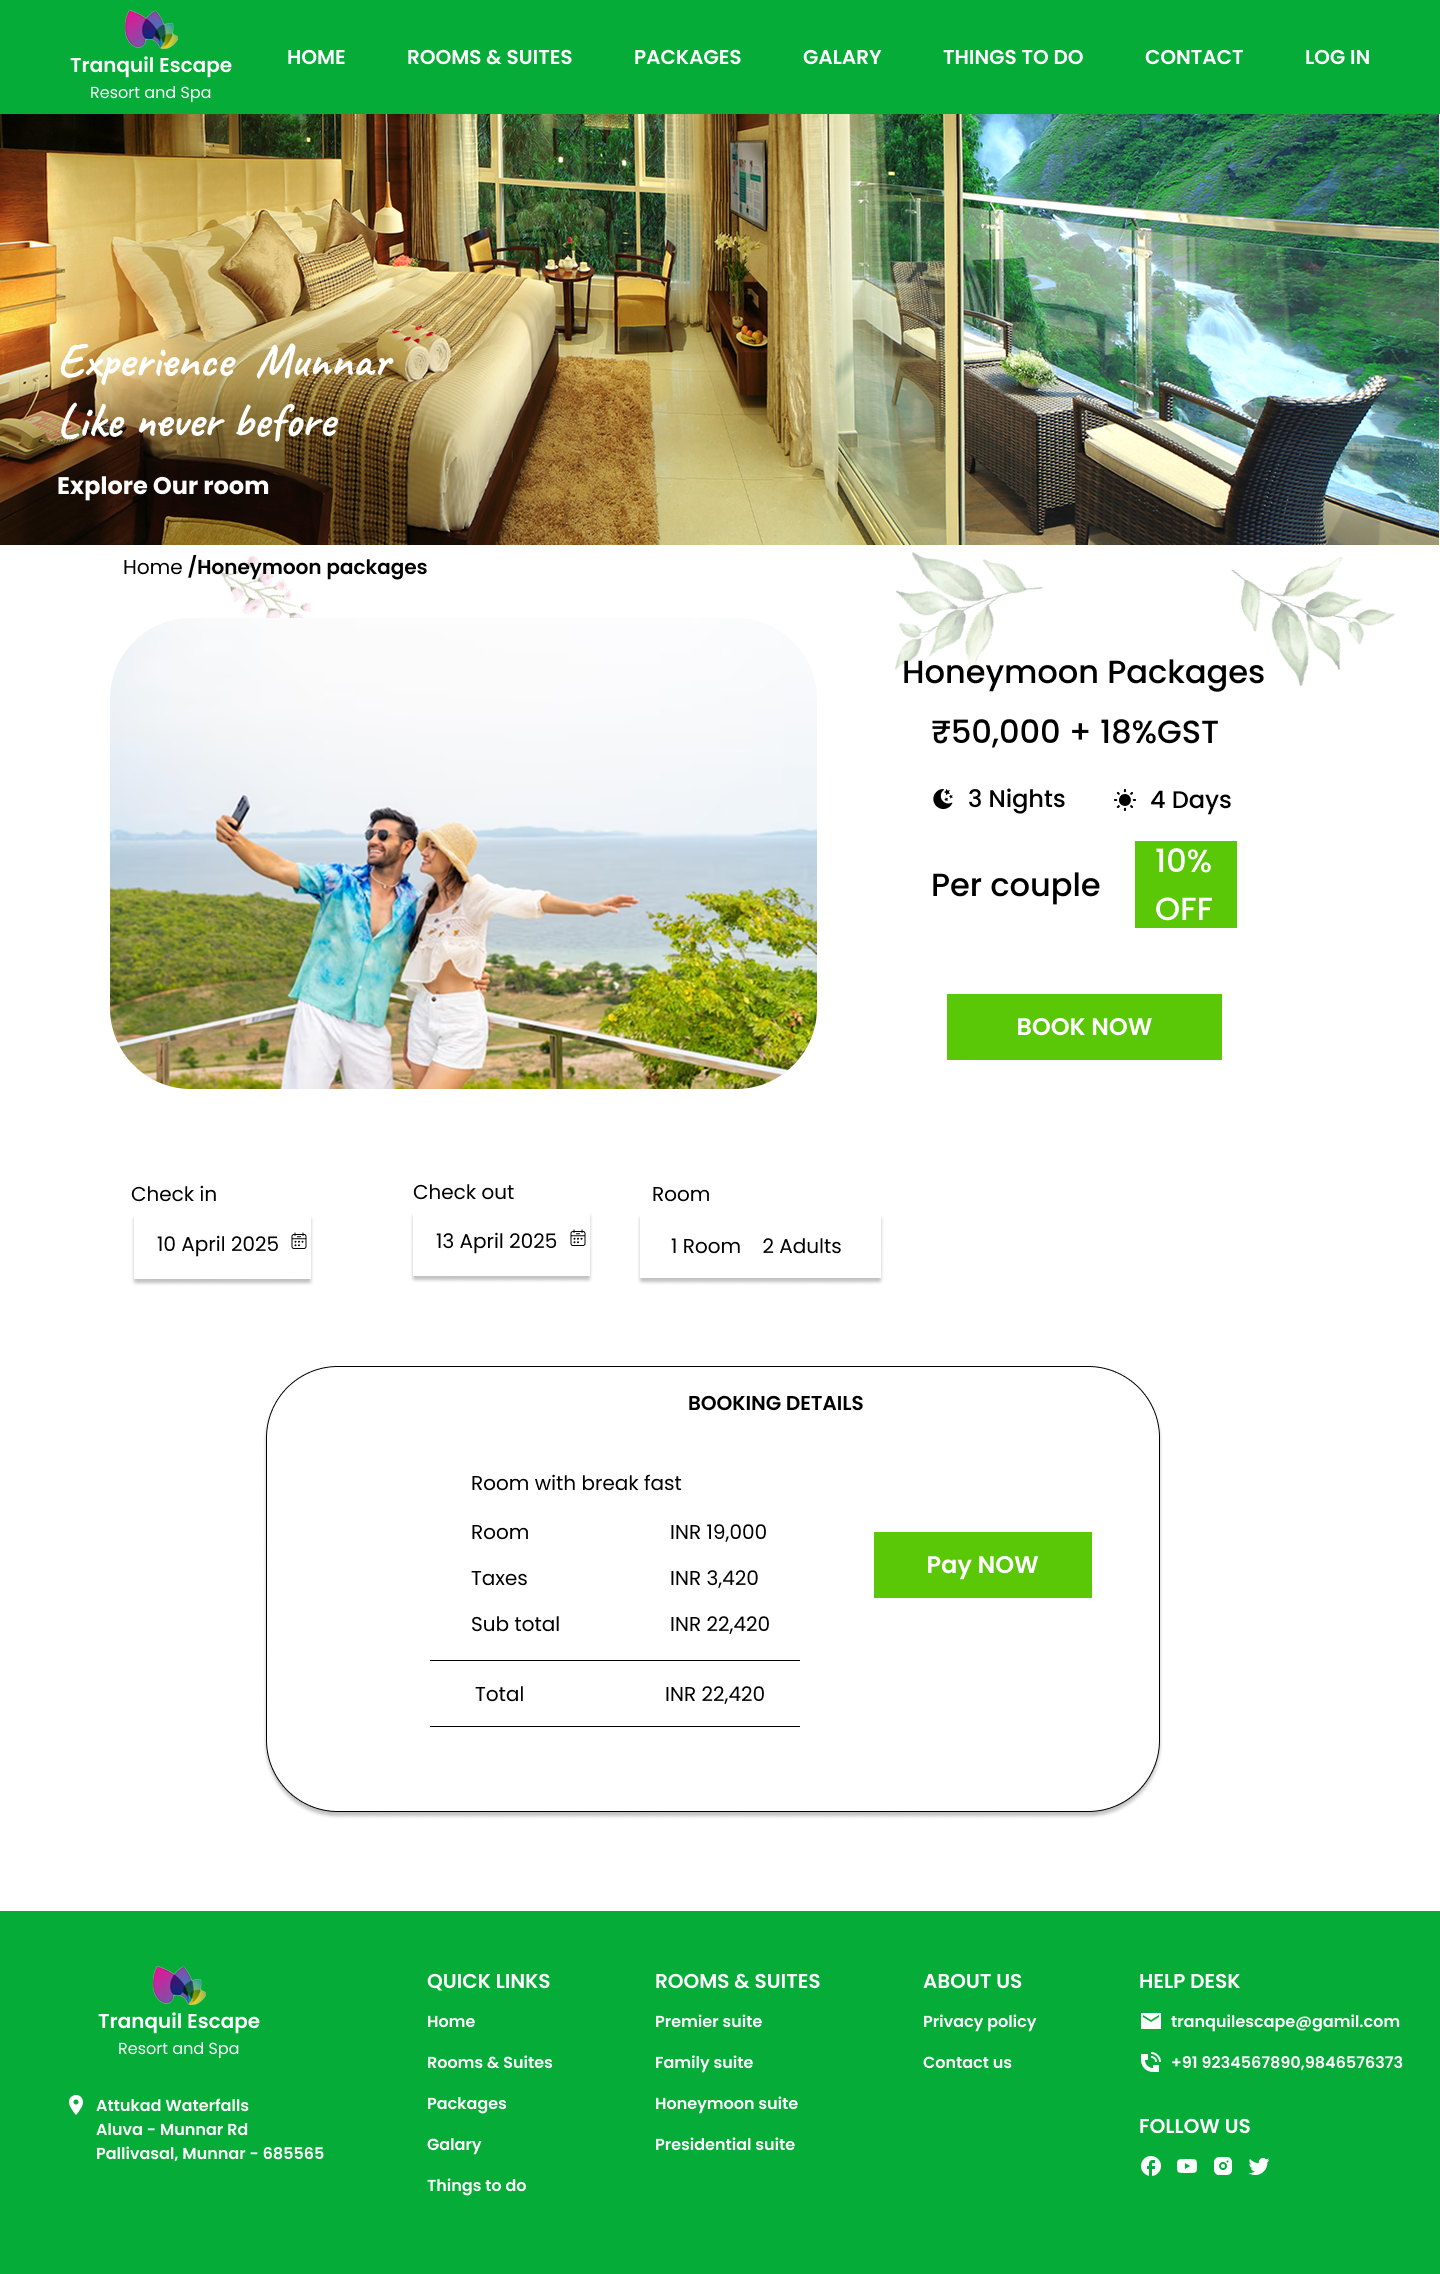 Tranquil Escape
Resort and Spa
HOME
ROOMS & SUITES
PACKAGES
GALARY
THINGS TO DO
CONTACT
LOG IN
Experience Munnar
Like never before
Explore Our room
Home /Honeymoon packages
Honeymoon Packages
₹50,000 + 18%GST
3 Nights
4 Days
Per couple
10%
OFF
BOOK NOW
Check in
10 April 2025
Check out
13 April 2025
Room
1 Room 2 Adults
BOOKING DETAILS
Room with break fast
Room INR 19,000
Taxes INR 3,420
Sub total INR 22,420
Total INR 22,420
Pay NOW
Tranquil Escape
Resort and Spa
Attukad Waterfalls
Aluva - Munnar Rd
Pallivasal, Munnar - 685565
QUICK LINKS
Home
Rooms & Suites
Packages
Galary
Things to do
ROOMS & SUITES
Premier suite
Family suite
Honeymoon suite
Presidential suite
ABOUT US
Privacy policy
Contact us
HELP DESK
tranquilescape@gamil.com
+91 9234567890,9846576373
FOLLOW US